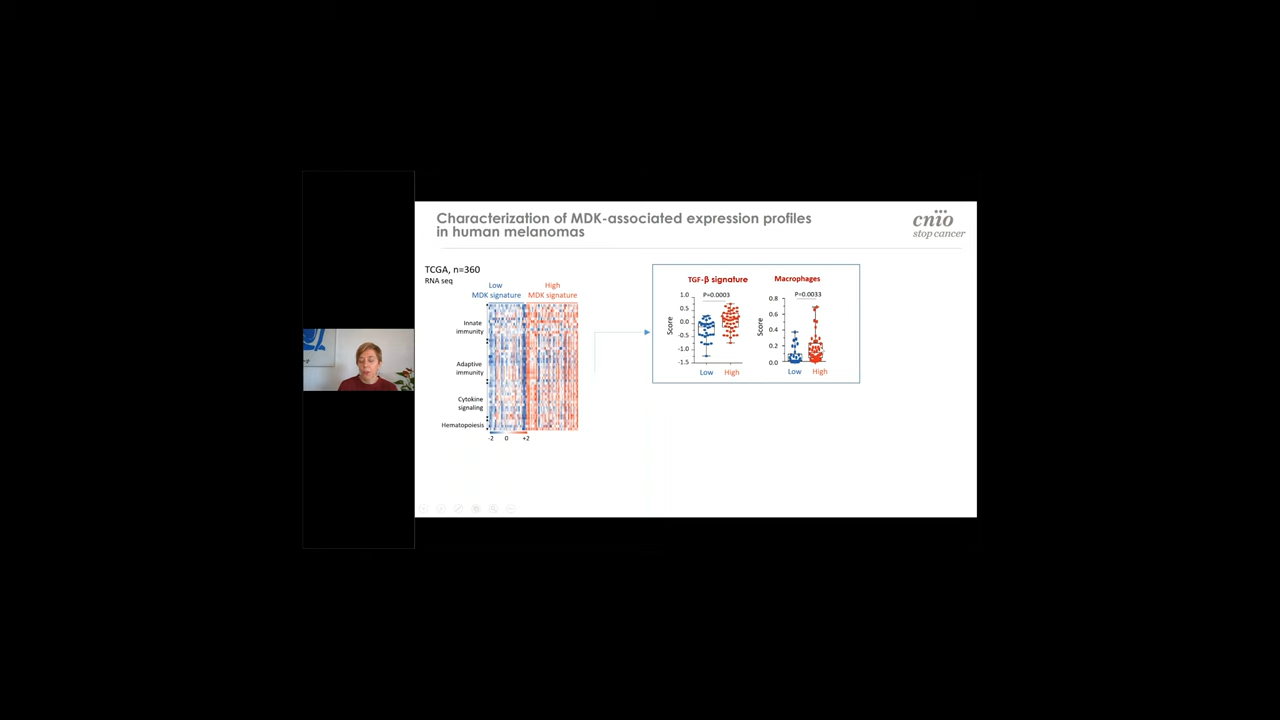 Characterization of MDK-associated expression profiles
in human melanomas
cnio
stop cancer
TCGA, n=360
RNA seq
Low
MDK signature
High
MDK signature
Innate
immunity
Adaptive
immunity
Cytokine
signaling
Hematopoiesis
-2 0 +2
TGF-β signature
P=0.0003
Score
1.0
0.5
0.0
-0.5
-1.0
-1.5
Low High
Macrophages
P=0.0033
Score
0.8
0.6
0.4
0.2
0.0
Low High